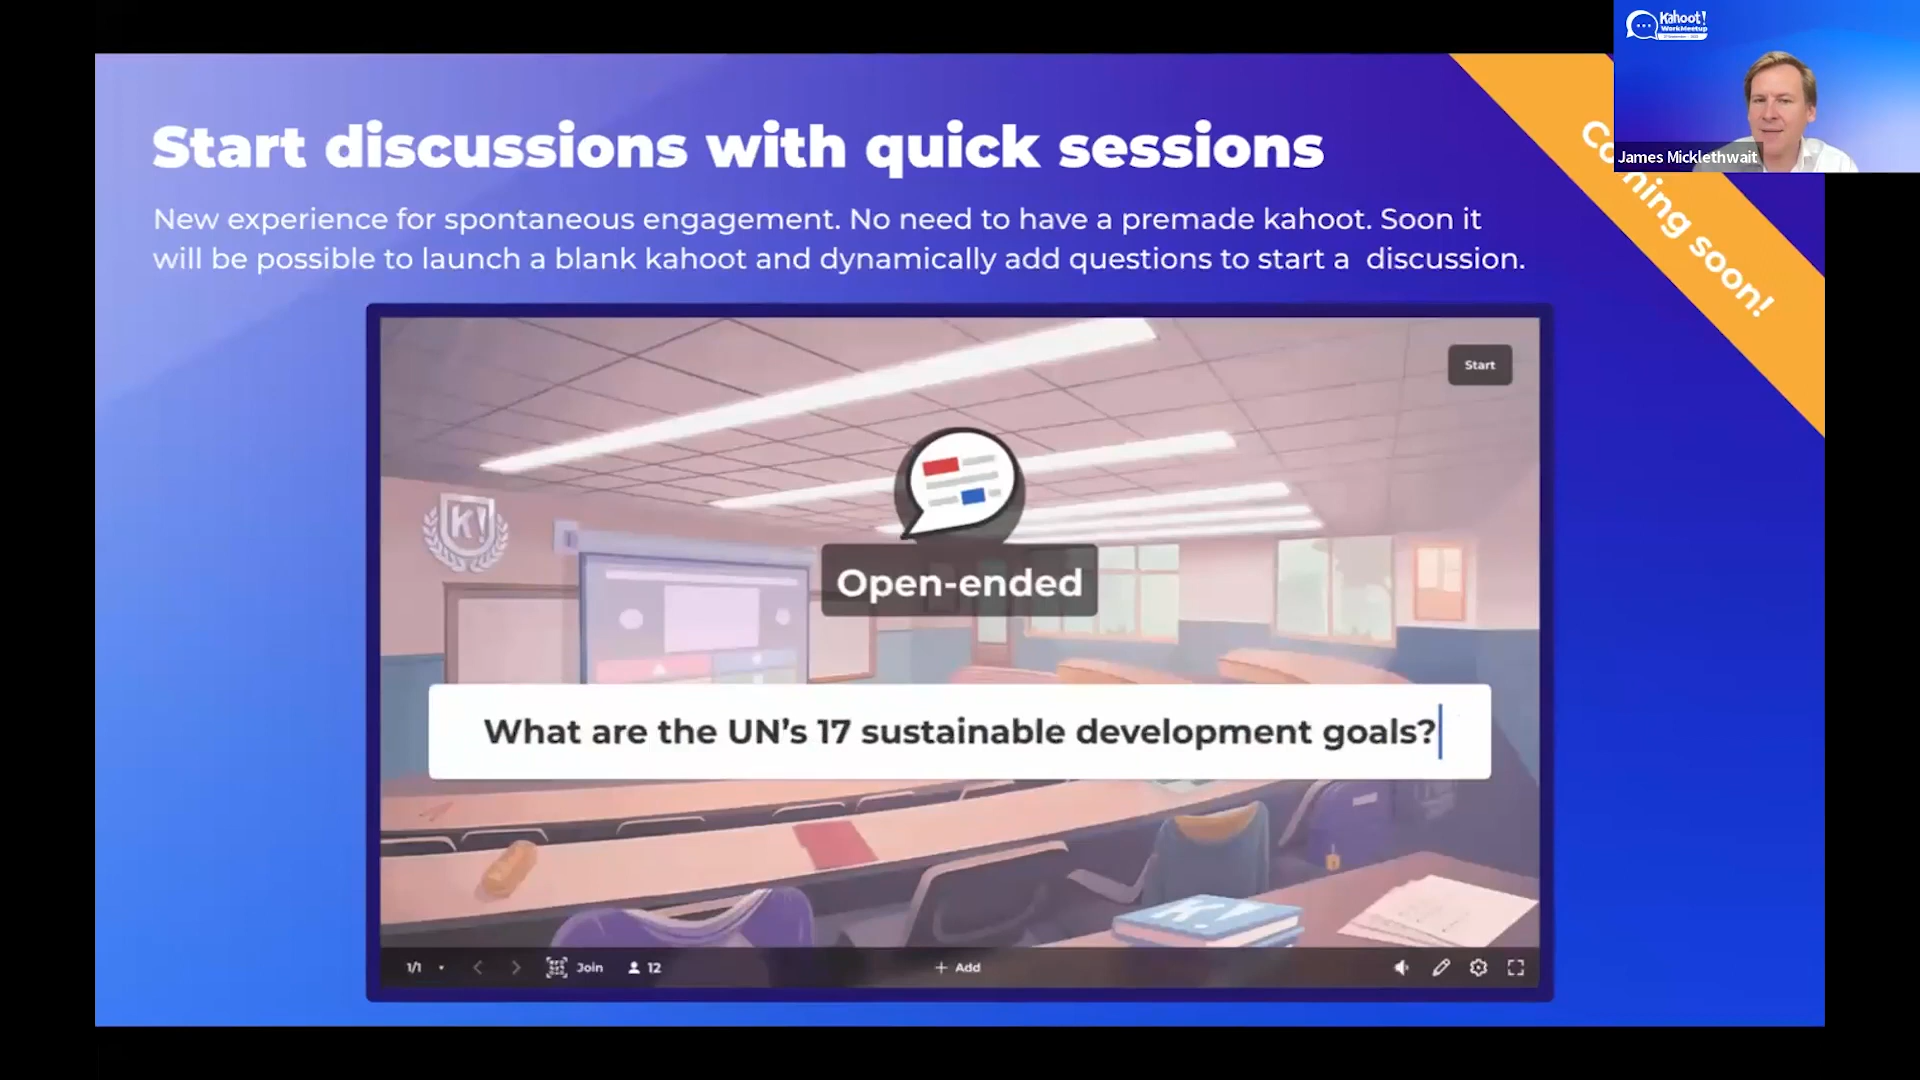 Kahoot!
WorkMeetup
James Micklethwait
Coming soon!
Start discussions with quick sessions
New experience for spontaneous engagement. No need to have a premade kahoot. Soon it
will be possible to launch a blank kahoot and dynamically add questions to start a discussion.
Start
K!
Open-ended
What are the UN's 17 sustainable development goals?
K!
1/1
Join
12
+ Add